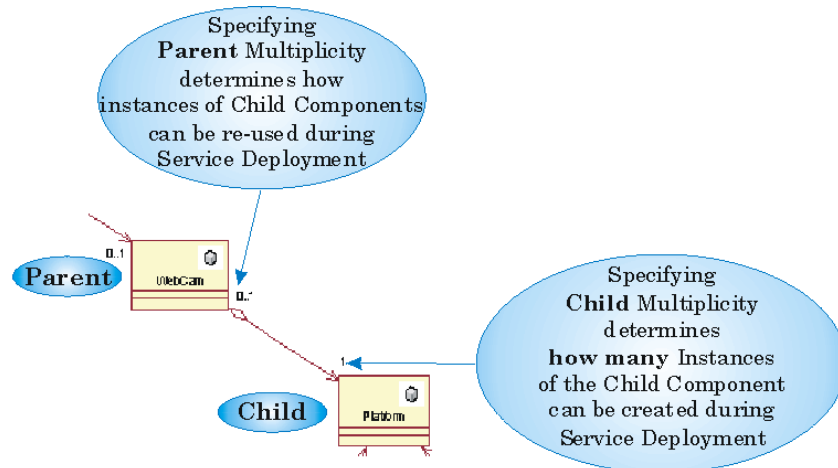 Specifying
Parent Multiplicity
determines how
instances of Child Components
can be re-used during
Service Deployment
0..1
Parent
WebCam
0..1
Specifying
Child Multiplicity
determines
how many Instances
of the Child Component
can be created during
Service Deployment
1
Child
Platform